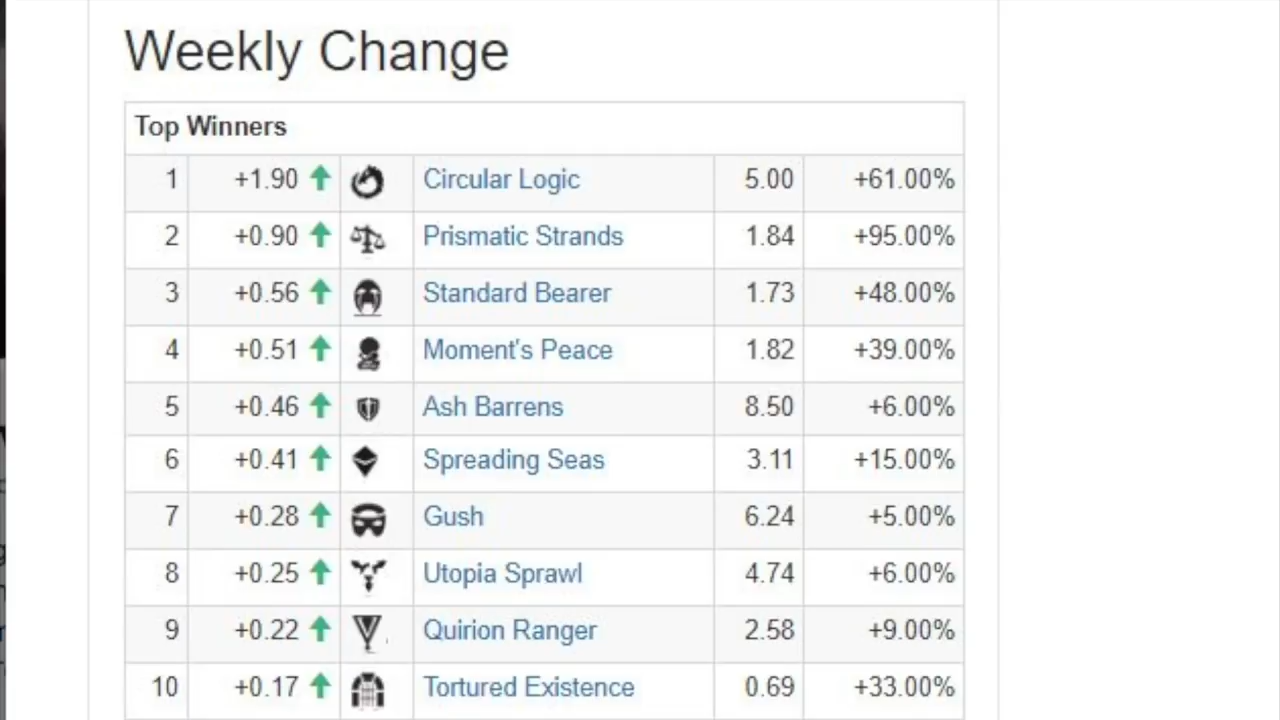 Weekly Change
Top Winners
1 +1.90 Circular Logic 5.00 +61.00%
2 +0.90 Prismatic Strands 1.84 +95.00%
3 +0.56 Standard Bearer 1.73 +48.00%
4 +0.51 Moment's Peace 1.82 +39.00%
5 +0.46 Ash Barrens 8.50 +6.00%
6 +0.41 Spreading Seas 3.11 +15.00%
7 +0.28 Gush 6.24 +5.00%
8 +0.25 Utopia Sprawl 4.74 +6.00%
9 +0.22 Quirion Ranger 2.58 +9.00%
10 +0.17 Tortured Existence 0.69 +33.00%